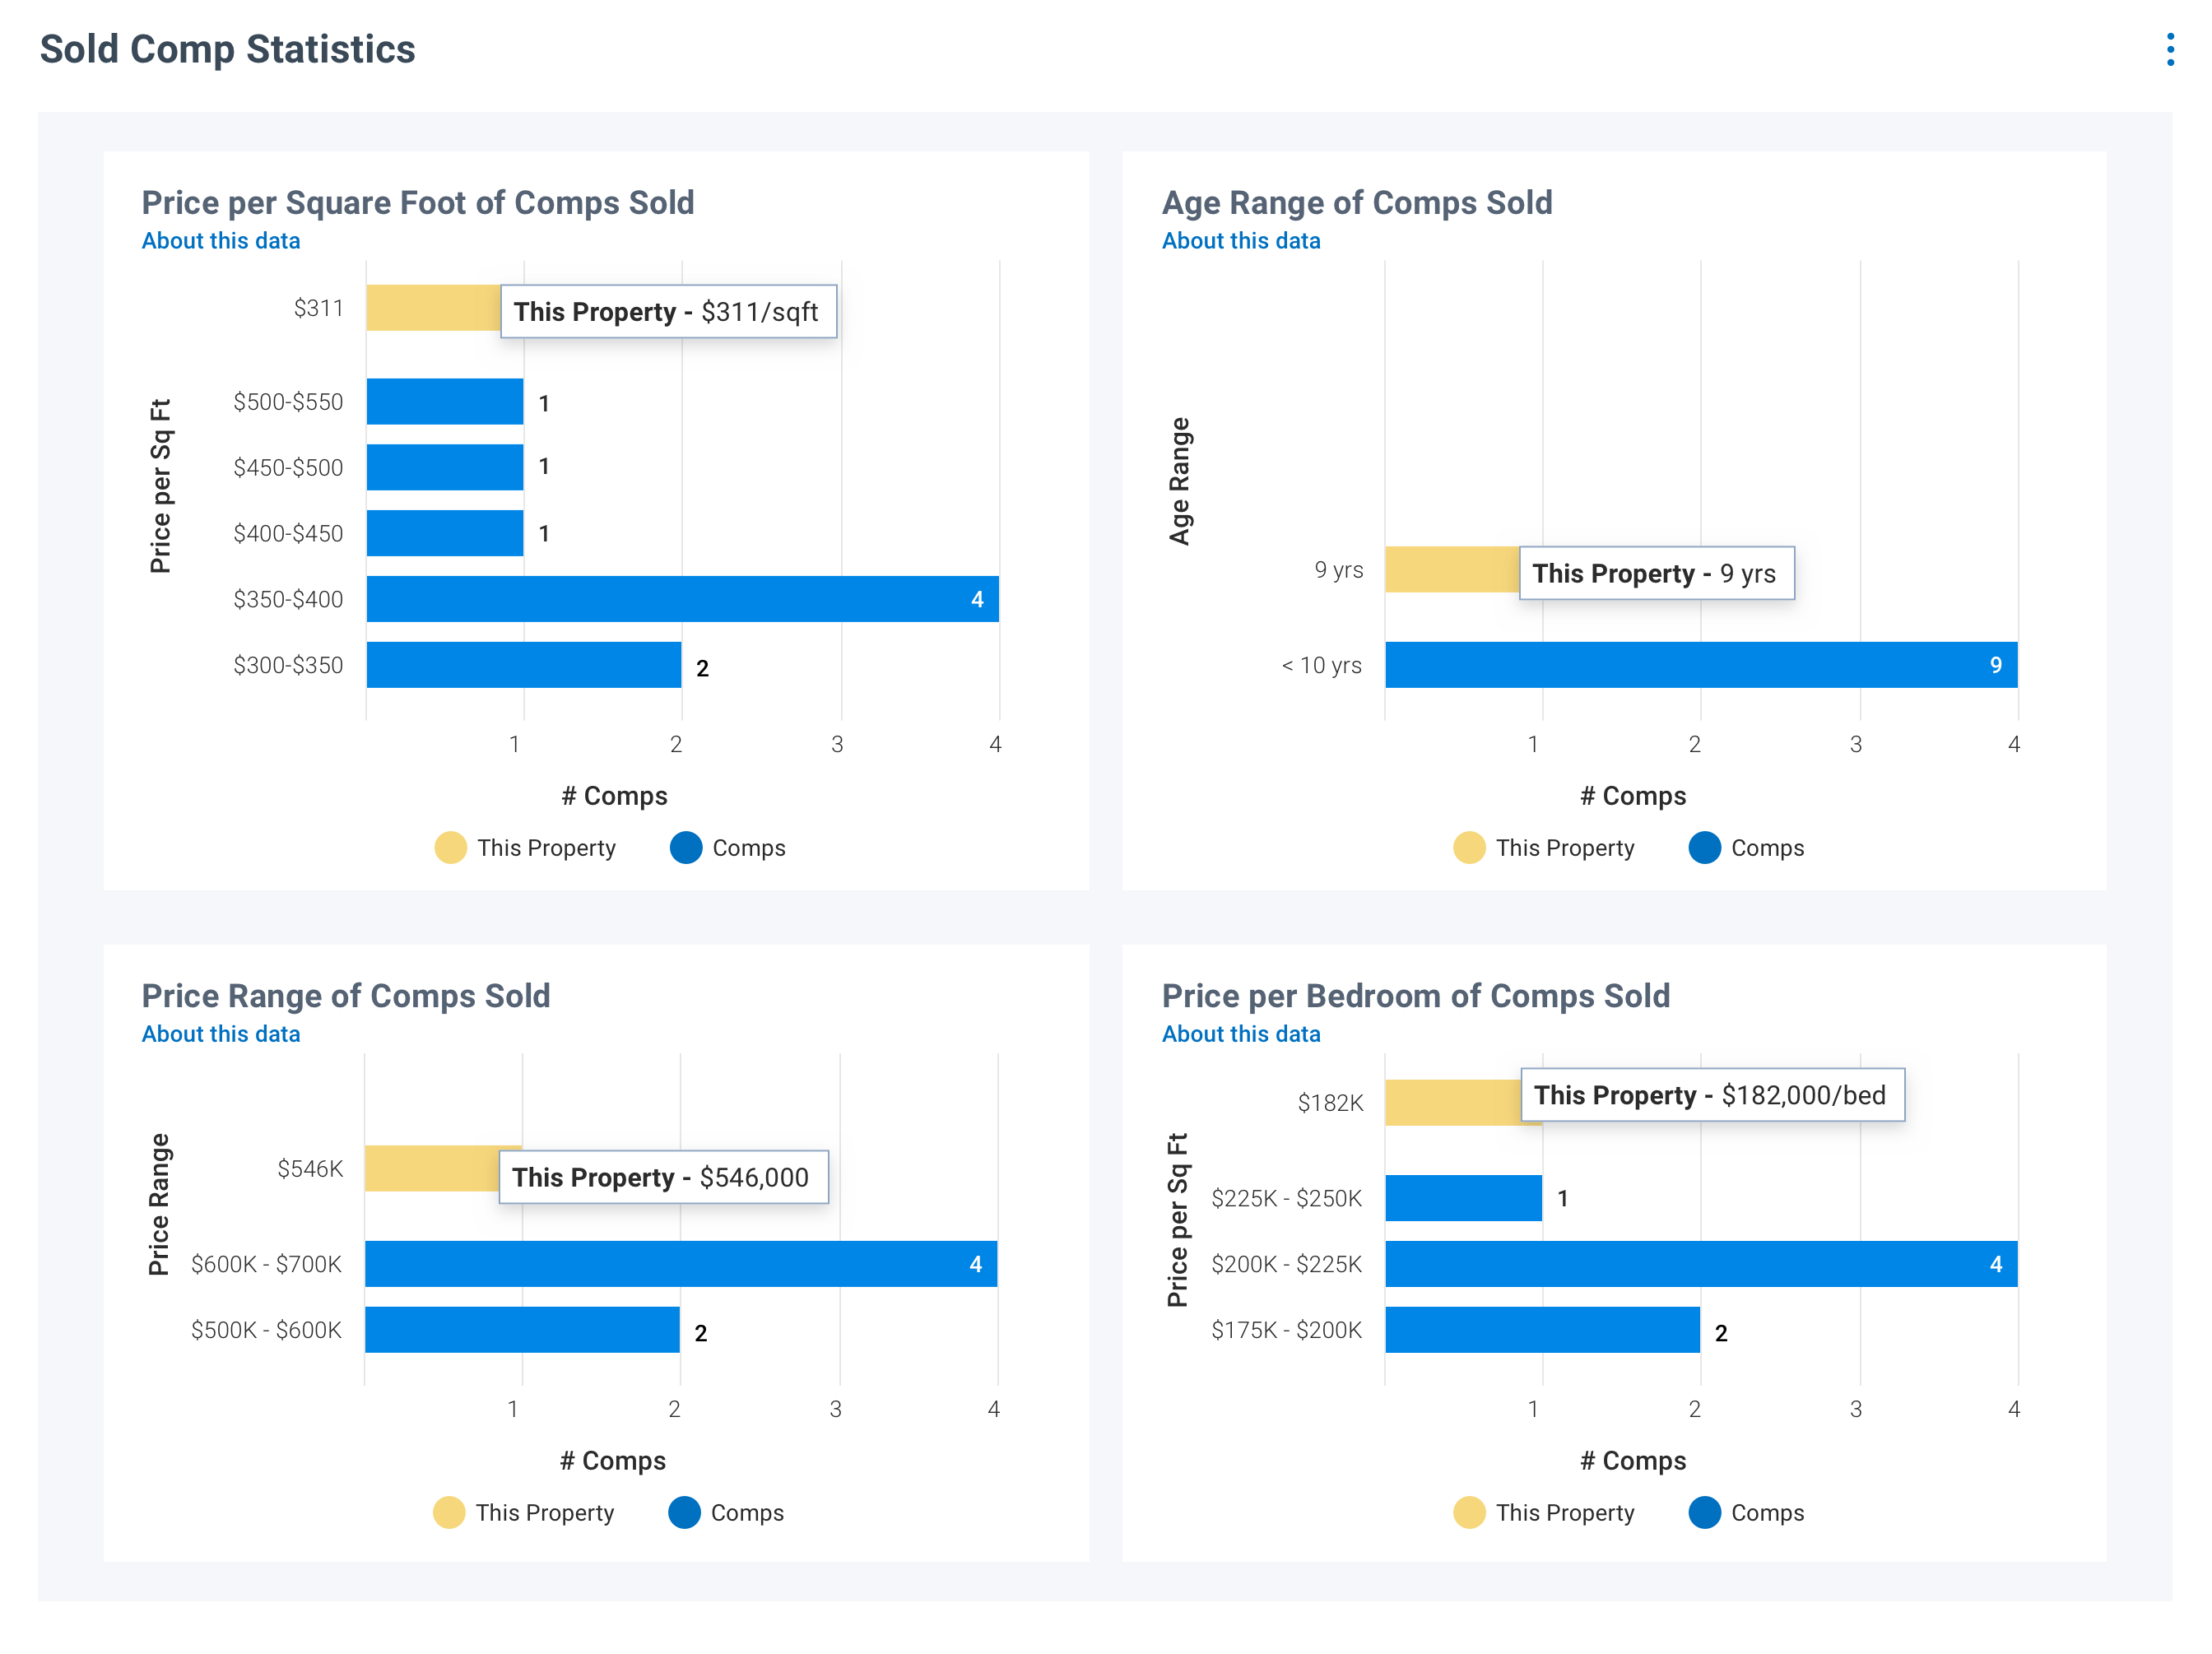 Sold Comp Statistics
Price per Square Foot of Comps Sold
About this data
Price per Sq Ft
$311
This Property - $311/sqft
$500-$550
1
$450-$500
1
$400-$450
1
$350-$400
4
$300-$350
2
1 2 3 4
# Comps
This Property Comps
Age Range of Comps Sold
About this data
Age Range
9 yrs
This Property - 9 yrs
< 10 yrs
9
1 2 3 4
# Comps
This Property Comps
Price Range of Comps Sold
About this data
Price Range
$546K
This Property - $546,000
$600K - $700K
4
$500K - $600K
2
1 2 3 4
# Comps
This Property Comps
Price per Bedroom of Comps Sold
About this data
Price per Sq Ft
$182K
This Property - $182,000/bed
$225K - $250K
1
$200K - $225K
4
$175K - $200K
2
1 2 3 4
# Comps
This Property Comps